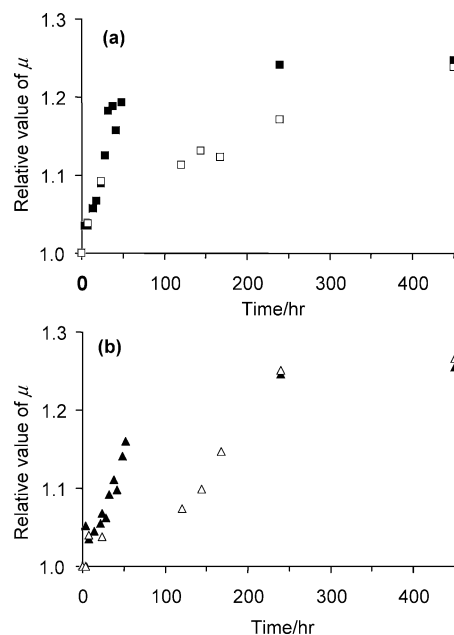 (a)
Relative value of μ
1.3
1.2
1.1
1.0
0 100 200 300 400
Time/hr
(b)
Relative value of μ
1.3
1.2
1.1
1.0
0 100 200 300 400
Time/hr